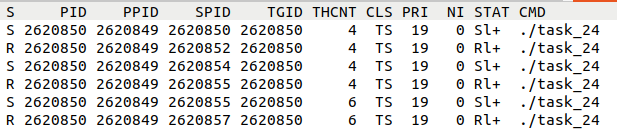 S PID PPID SPID TGID THCNT CLS PRI NI STAT CMD
S 2620850 2620849 2620850 2620850 4 TS 19 0 Sl+ ./task_24
R 2620850 2620849 2620852 2620850 4 TS 19 0 Rl+ ./task_24
S 2620850 2620849 2620854 2620850 4 TS 19 0 Sl+ ./task_24
R 2620850 2620849 2620855 2620850 4 TS 19 0 Rl+ ./task_24
S 2620850 2620849 2620855 2620850 6 TS 19 0 Sl+ ./task_24
R 2620850 2620849 2620857 2620850 6 TS 19 0 Rl+ ./task_24